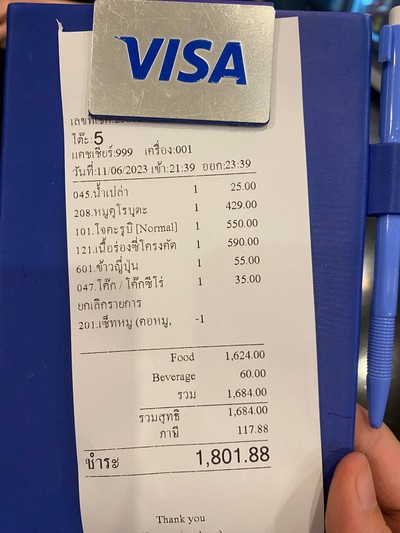 VISA
โต๊ะ:5
แคชเชียร์:999 เครื่อง:001
วันที่:11/06/2023 เข้า:21:39 ออก:23:39
045.น้ำเปล่า 1 25.00
208.หมูคุโรบุตะ 1 429.00
101.โจคะรูบิ [Normal] 1 550.00
121.เนื้อร่องซี่โครงคัด 1 590.00
601.ข้าวญี่ปุ่น 1 55.00
047.โค้ก / โค้กซีโร่ 1 35.00
ยกเลิกรายการ
201.เซ็ทหมู (คอหมู, -1
Food 1,624.00
Beverage 60.00
รวม 1,684.00
รวมสุทธิ 1,684.00
ภาษี 117.88
ชำระ 1,801.88
Thank you